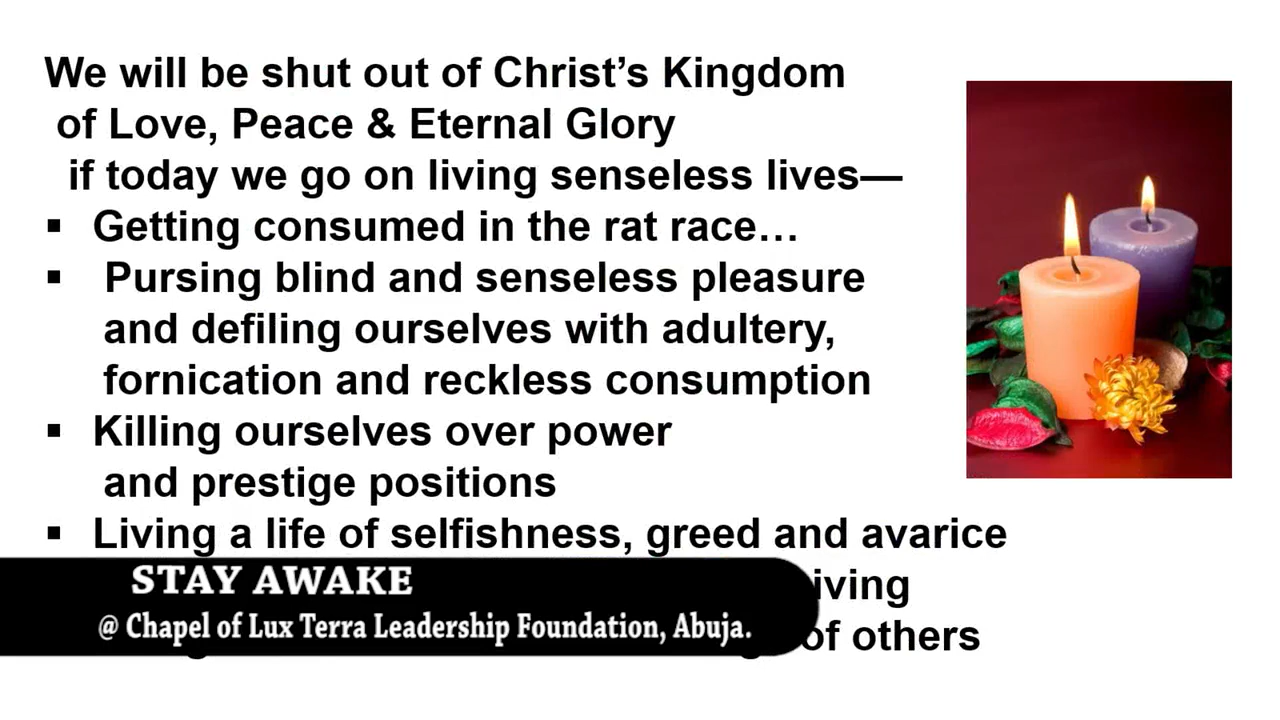 We will be shut out of Christ’s Kingdom
of Love, Peace & Eternal Glory
if today we go on living senseless lives—
▪ Getting consumed in the rat race…
▪ Pursing blind and senseless pleasure
and defiling ourselves with adultery,
fornication and reckless consumption
▪ Killing ourselves over power
and prestige positions
▪ Living a life of selfishness, greed and avarice
of others
STAY AWAKE
@ Chapel of Lux Terra Leadership Foundation, Abuja.